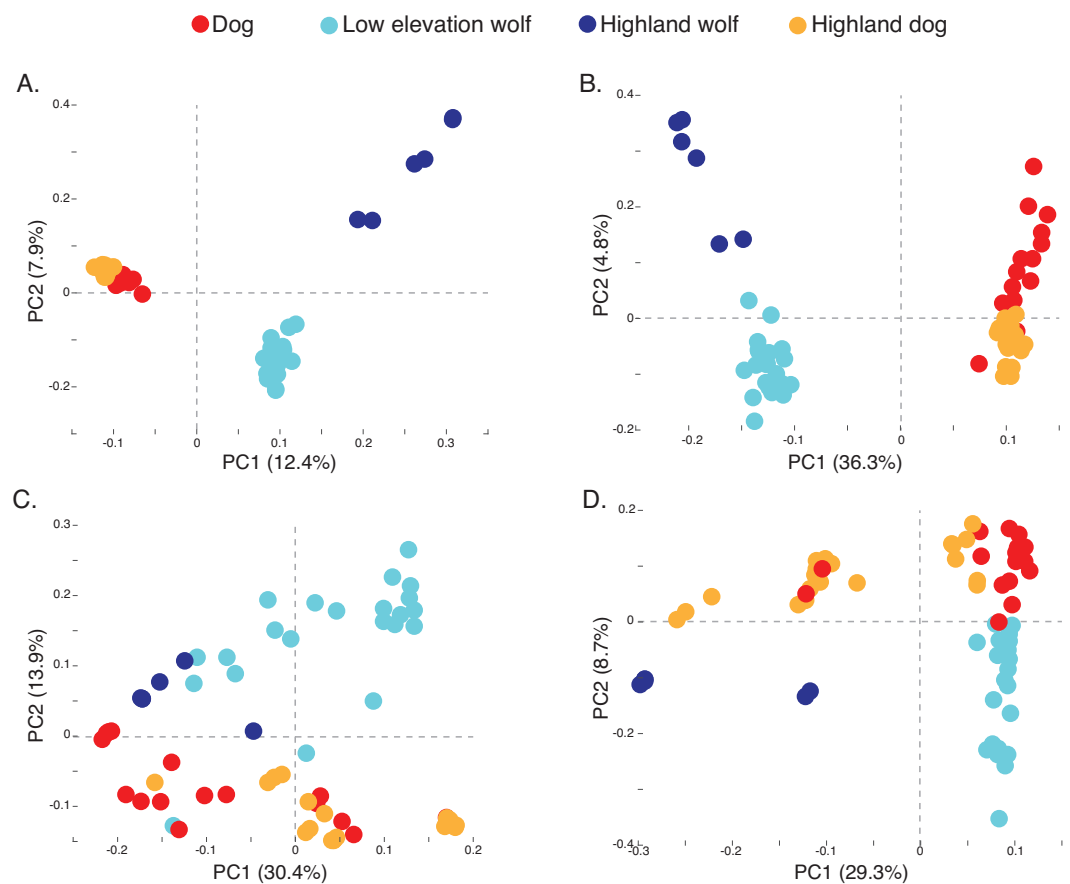 Dog Low elevation wolf Highland wolf Highland dog
A.
0.4
0.2
0
-0.2
PC2 (7.9%)
-0.1 0 0.1 0.2 0.3
PC1 (12.4%)
B.
0.4
0.2
0
-0.2
PC2 (4.8%)
-0.2 -0.1 0 0.1
PC1 (36.3%)
C.
0.3
0.2
0.1
0
-0.1
PC2 (13.9%)
-0.2 -0.1 0 0.1 0.2
PC1 (30.4%)
D.
0.2
0
-0.2
-0.4
PC2 (8.7%)
-0.3 -0.2 -0.1 0 0.1
PC1 (29.3%)